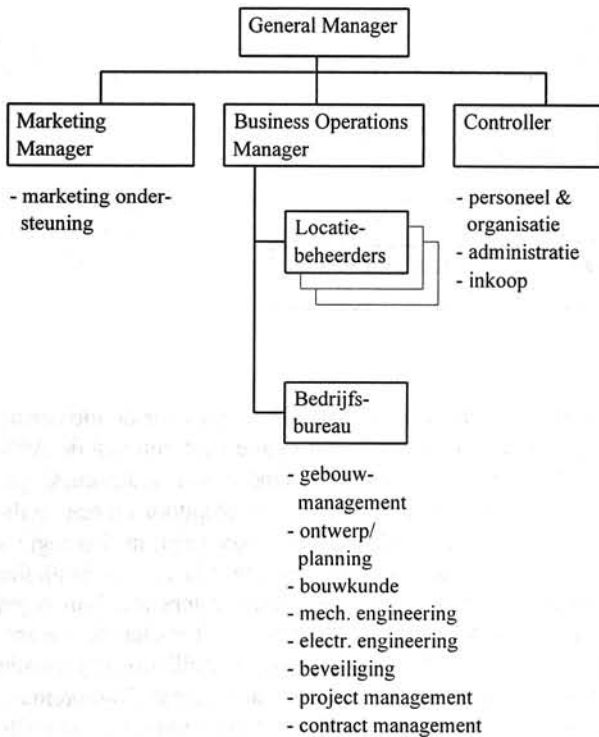 General Manager
Marketing
Manager
- marketing onder-
steuning
Business Operations
Manager
Locatie-
beheerders
Bedrijfs-
bureau
- gebouw-
management
- ontwerp/
planning
- bouwkunde
- mech. engineering
- electr. engineering
- beveiliging
- project management
- contract management
Controller
- personeel &
organisatie
- administratie
- inkoop